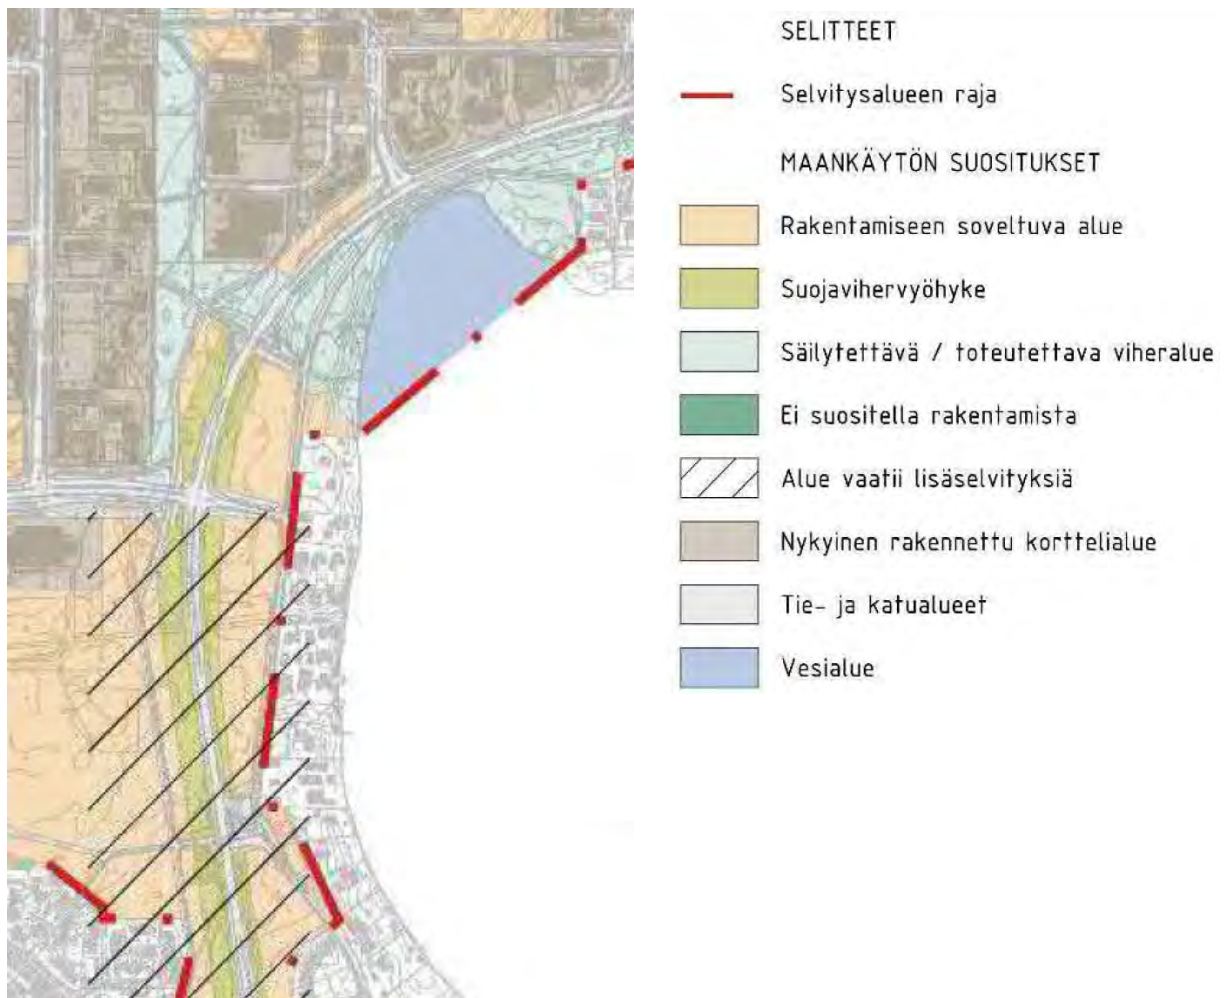 SELITTEET
Selvitysalueen raja
MAANKÄYTÖN SUOSITUKSET
Rakentamiseen soveltuva alue
Suojavihervyöhyke
Säilytettävä / toteutettava viheralue
Ei suositella rakentamista
Alue vaatii lisäselvityksiä
Nykyinen rakennettu korttelialue
Tie- ja katualueet
Vesialue